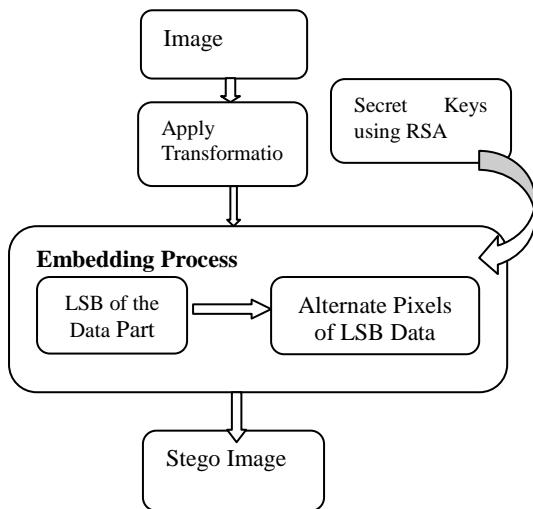 Image
Secret Keys
using RSA
Apply
Transformatio
Embedding Process
LSB of the
Data Part
Alternate Pixels
of LSB Data
Stego Image